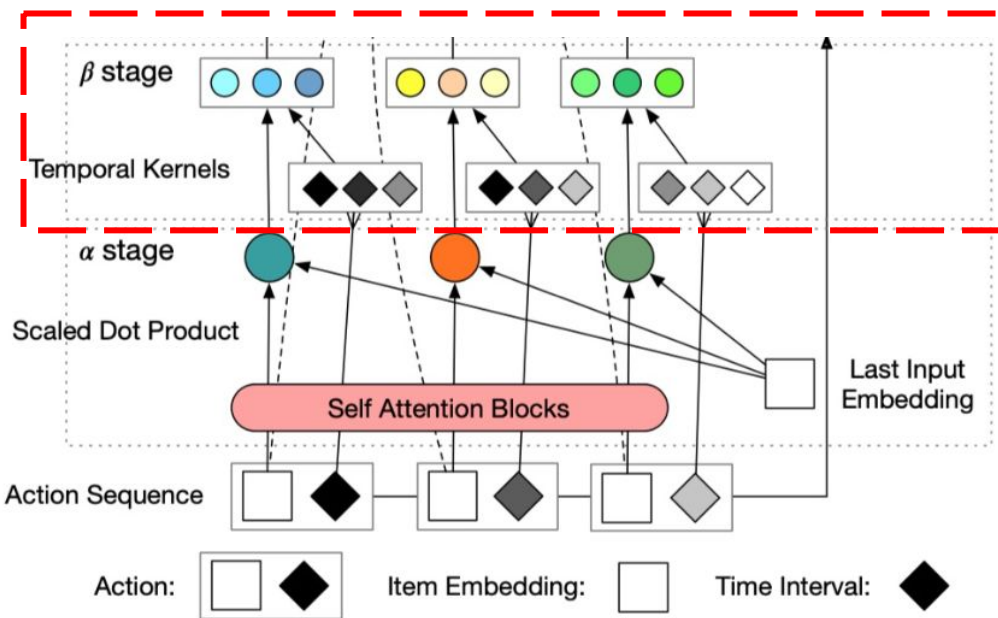 β stage
Temporal Kernels
α stage
Scaled Dot Product
Last Input
Embedding
Self Attention Blocks
Action Sequence
Action:
Item Embedding:
Time Interval: